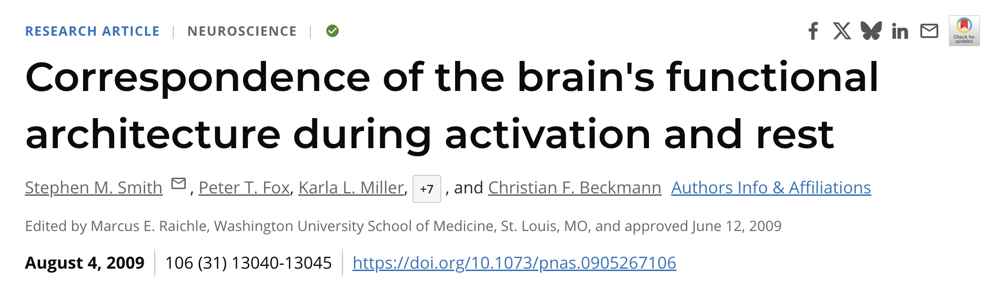 RESEARCH ARTICLE | NEUROSCIENCE |
Check for
updates
Correspondence of the brain's functional
architecture during activation and rest
Stephen M. Smith , Peter T. Fox, Karla L. Miller, +7 , and Christian F. Beckmann Authors Info & Affiliations
Edited by Marcus E. Raichle, Washington University School of Medicine, St. Louis, MO, and approved June 12, 2009
August 4, 2009 | 106 (31) 13040-13045 | https://doi.org/10.1073/pnas.0905267106